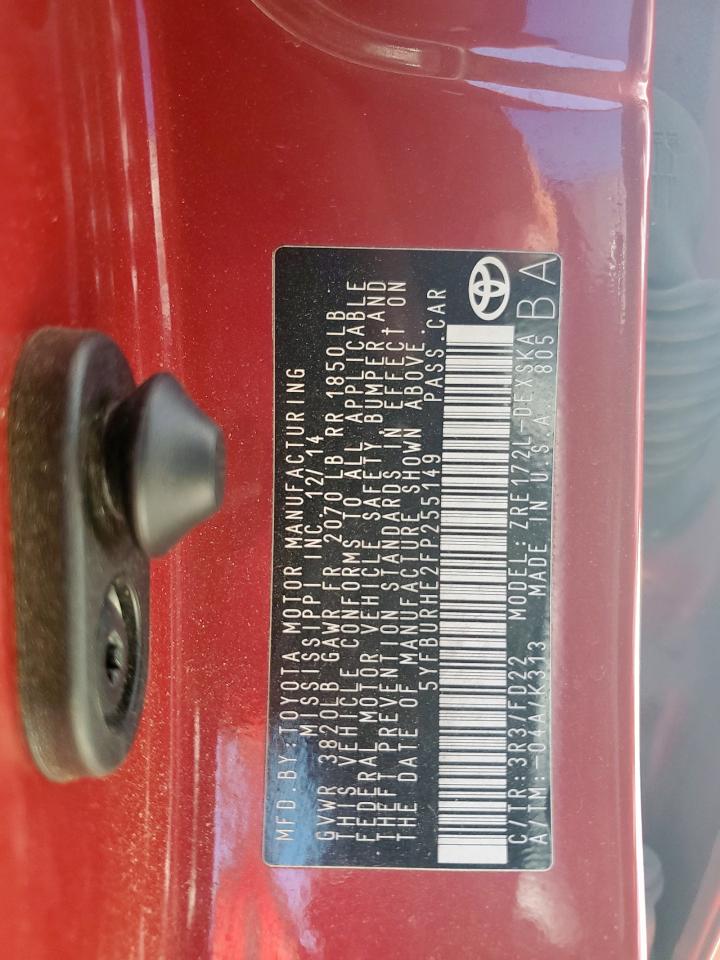 MFD.BY:TOYOTA MOTOR MANUFACTURING
MISSISSIPPI INC. 12/14
GVWR 3820LB GAWR FR 2070 LB RR 1850 LB
THIS VEHICLE CONFORMS TO ALL APPLICABLE
FEDERAL MOTOR VEHICLE SAFETY, BUMPER, AND
THEFT PREVENTION STANDARDS IN EFFECT ON
THE DATE OF MANUFACTURE SHOWN ABOVE.
5YFBURHE2FP255149 PASS.CAR
C/TR:3R3/FD22 MODEL:ZRE172L-DEXSKA
A/TM:-04A/K313 MADE IN U.S.A. 805 BA